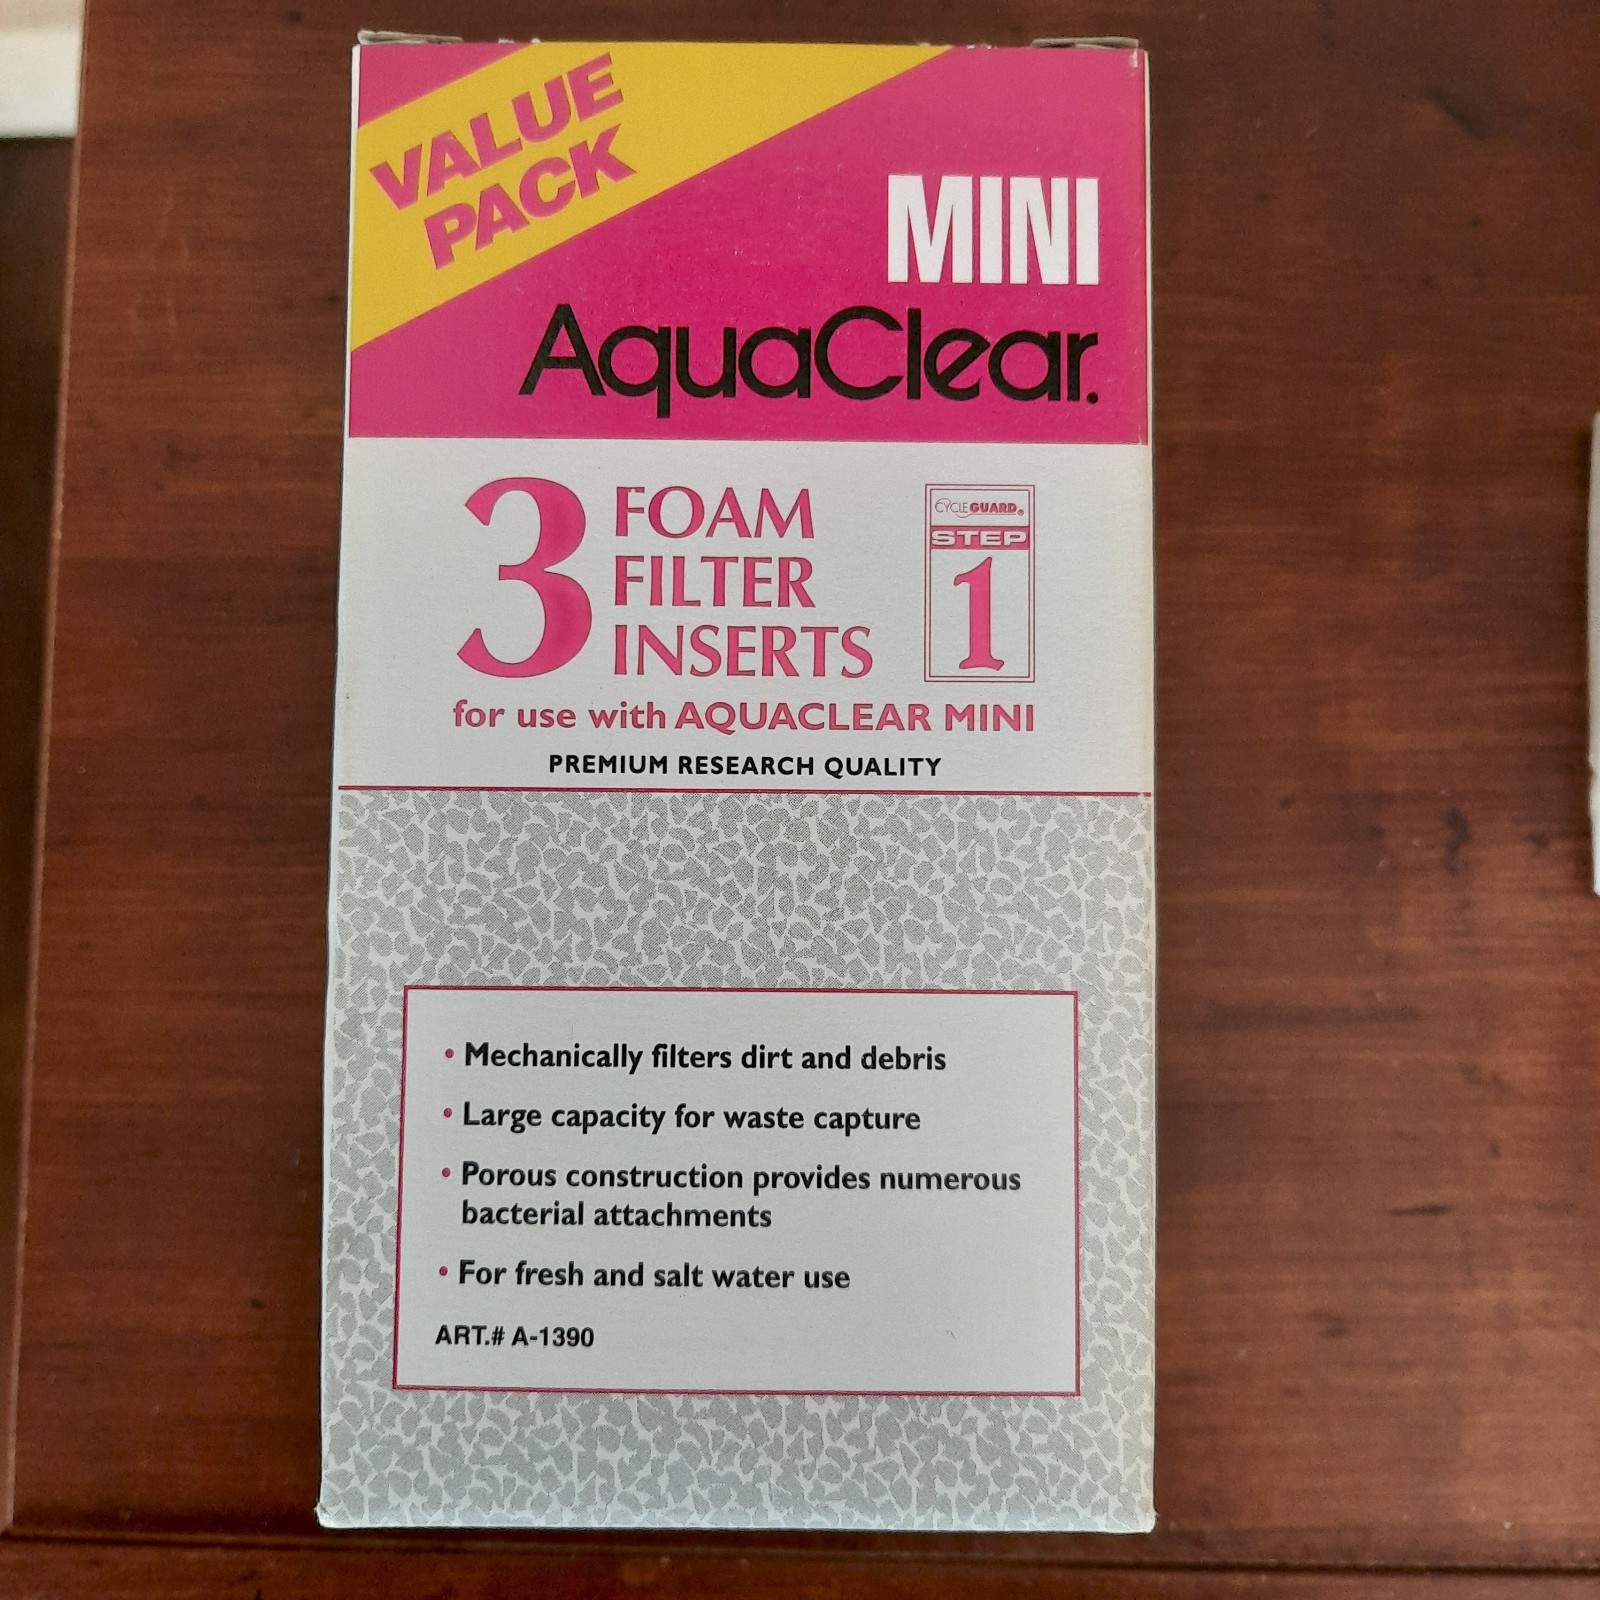 VALUE
PACK
MINI
AquaClear®
3 FOAM
FILTER
INSERTS
CYCLEGUARD®
STEP
1
for use with AQUACLEAR MINI
PREMIUM RESEARCH QUALITY
• Mechanically filters dirt and debris
• Large capacity for waste capture
• Porous construction provides numerous
bacterial attachments
• For fresh and salt water use
ART.# A-1390